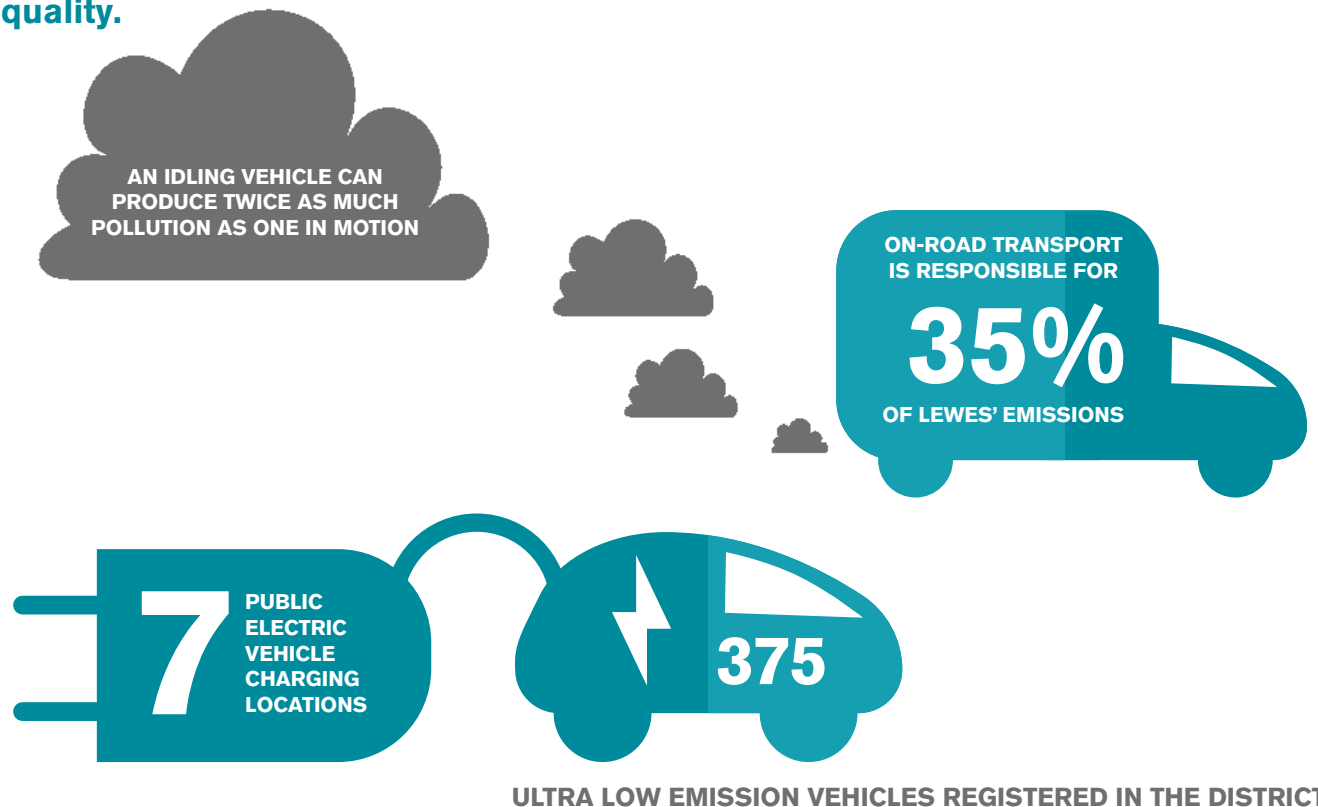 quality.
AN IDLING VEHICLE CAN
PRODUCE TWICE AS MUCH
POLLUTION AS ONE IN MOTION
ON-ROAD TRANSPORT
IS RESPONSIBLE FOR
35%
OF LEWES’ EMISSIONS
7
PUBLIC
ELECTRIC
VEHICLE
CHARGING
LOCATIONS
375
ULTRA LOW EMISSION VEHICLES REGISTERED IN THE DISTRICT